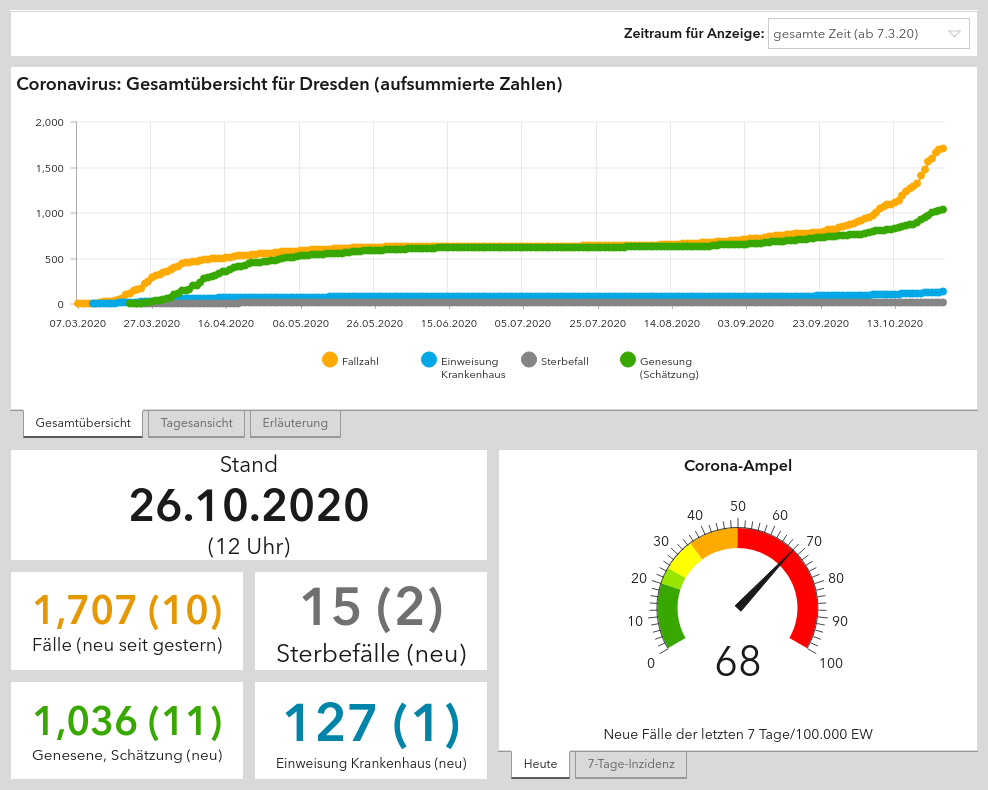 Zeitraum für Anzeige: gesamte Zeit (ab 7.3.20)
Coronavirus: Gesamtübersicht für Dresden (aufsummierte Zahlen)
2,000
1,500
1,000
500
0
07.03.2020 27.03.2020 16.04.2020 06.05.2020 26.05.2020 15.06.2020 05.07.2020 25.07.2020 14.08.2020 03.09.2020 23.09.2020 13.10.2020
Fallzahl Einweisung Sterbefall Genesung
Krankenhaus (Schätzung)
Gesamtübersicht Tagesansicht Erläuterung
Stand
26.10.2020
(12 Uhr)
1,707 (10)
Fälle (neu seit gestern)
15 (2)
Sterbefälle (neu)
1,036 (11)
Genesene, Schätzung (neu)
127 (1)
Einweisung Krankenhaus (neu)
Corona-Ampel
50
40 60
30 70
20 80
10 90
0 100
68
Neue Fälle der letzten 7 Tage/100.000 EW
Heute 7-Tage-Inzidenz